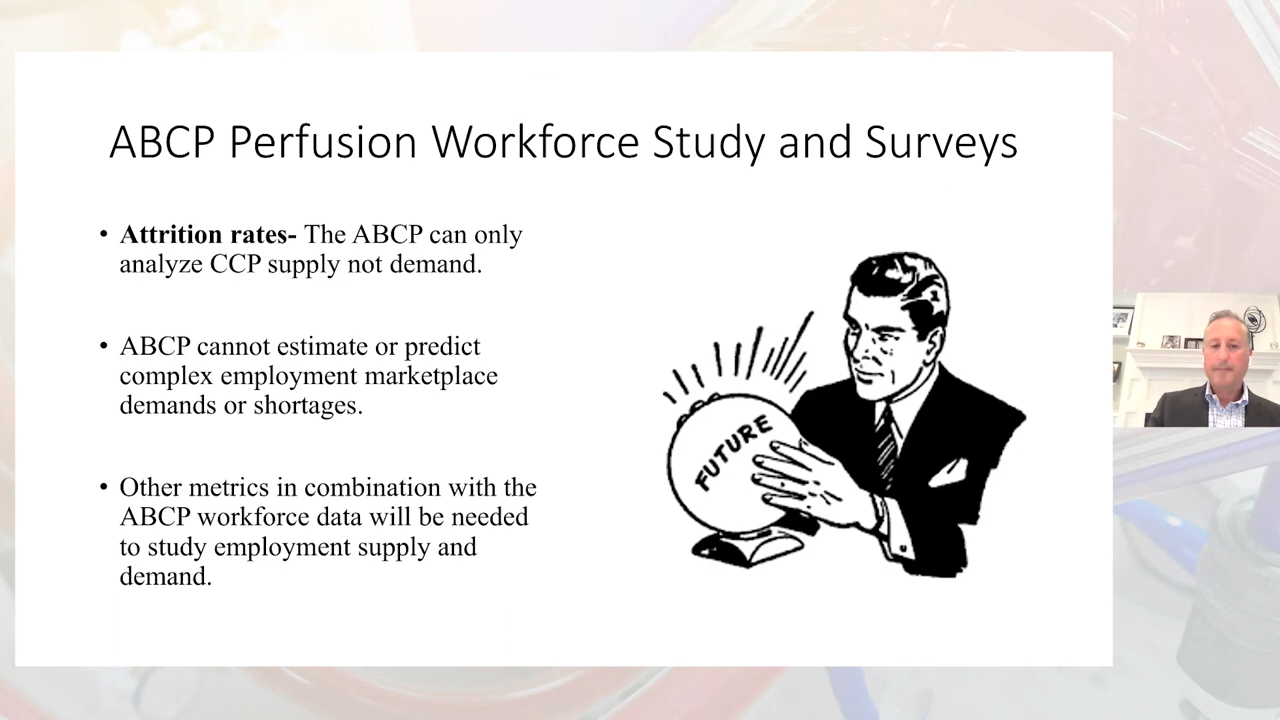 ABCP Perfusion Workforce Study and Surveys
• Attrition rates- The ABCP can only
analyze CCP supply not demand.
• ABCP cannot estimate or predict
complex employment marketplace
demands or shortages.
• Other metrics in combination with the
ABCP workforce data will be needed
to study employment supply and
demand.
FUTURE